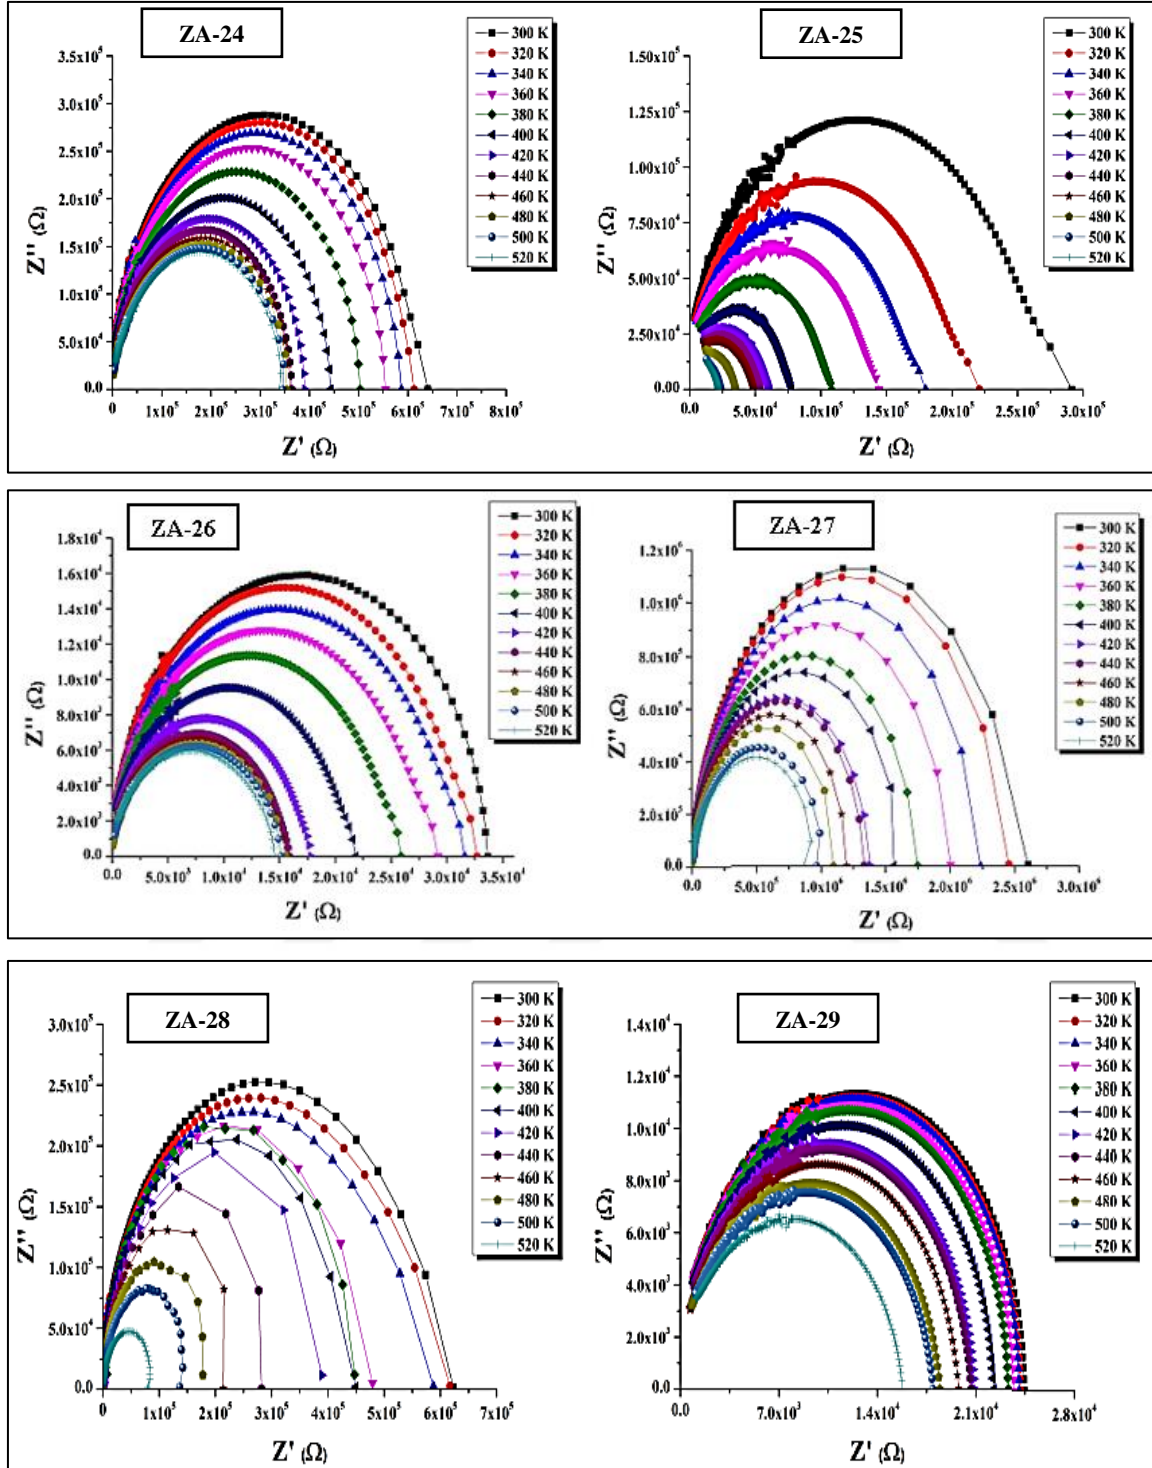 ZA-24
300 K
320 K
340 K
360 K
380 K
400 K
420 K
440 K
460 K
480 K
500 K
520 K
3.5x10⁵
3.0x10⁵
2.5x10⁵
2.0x10⁵
1.5x10⁵
1.0x10⁵
5.0x10⁴
0.0
Z'' (Ω)
0 1x10⁵ 2x10⁵ 3x10⁵ 4x10⁵ 5x10⁵ 6x10⁵ 7x10⁵ 8x10⁵
Z' (Ω)
ZA-25
300 K
320 K
340 K
360 K
380 K
400 K
420 K
440 K
460 K
480 K
500 K
520 K
1.50x10⁵
1.25x10⁵
1.00x10⁵
7.50x10⁴
5.00x10⁴
2.50x10⁴
0.00
Z'' (Ω)
0.0 5.0x10⁴ 1.0x10⁵ 1.5x10⁵ 2.0x10⁵ 2.5x10⁵ 3.0x10⁵
Z' (Ω)
ZA-26
300 K
320 K
340 K
360 K
380 K
400 K
420 K
440 K
460 K
480 K
500 K
520 K
1.8x10⁴
1.6x10⁴
1.4x10⁴
1.2x10⁴
1.0x10⁴
8.0x10³
6.0x10³
4.0x10³
2.0x10³
0.0
Z'' (Ω)
0.0 5.0x10³ 1.0x10⁴ 1.5x10⁴ 2.0x10⁴ 2.5x10⁴ 3.0x10⁴ 3.5x10⁴
Z' (Ω)
ZA-27
300 K
320 K
340 K
360 K
380 K
400 K
420 K
440 K
460 K
480 K
500 K
520 K
1.2x10⁶
1.0x10⁶
8.0x10⁵
6.0x10⁵
4.0x10⁵
2.0x10⁵
0.0
Z'' (Ω)
0.0 5.0x10⁵ 1.0x10⁶ 1.5x10⁶ 2.0x10⁶ 2.5x10⁶ 3.0x10⁶
Z' (Ω)
ZA-28
300 K
320 K
340 K
360 K
380 K
400 K
420 K
440 K
460 K
480 K
500 K
520 K
3.0x10⁵
2.5x10⁵
2.0x10⁵
1.5x10⁵
1.0x10⁵
5.0x10⁴
0.0
Z'' (Ω)
0 1x10⁵ 2x10⁵ 3x10⁵ 4x10⁵ 5x10⁵ 6x10⁵ 7x10⁵
Z' (Ω)
ZA-29
300 K
320 K
340 K
360 K
380 K
400 K
420 K
440 K
460 K
480 K
500 K
520 K
1.4x10⁴
1.2x10⁴
1.0x10⁴
8.0x10³
6.0x10³
4.0x10³
2.0x10³
0.0
Z'' (Ω)
0.0 7.0x10³ 1.4x10⁴ 2.1x10⁴ 2.8x10⁴
Z' (Ω)